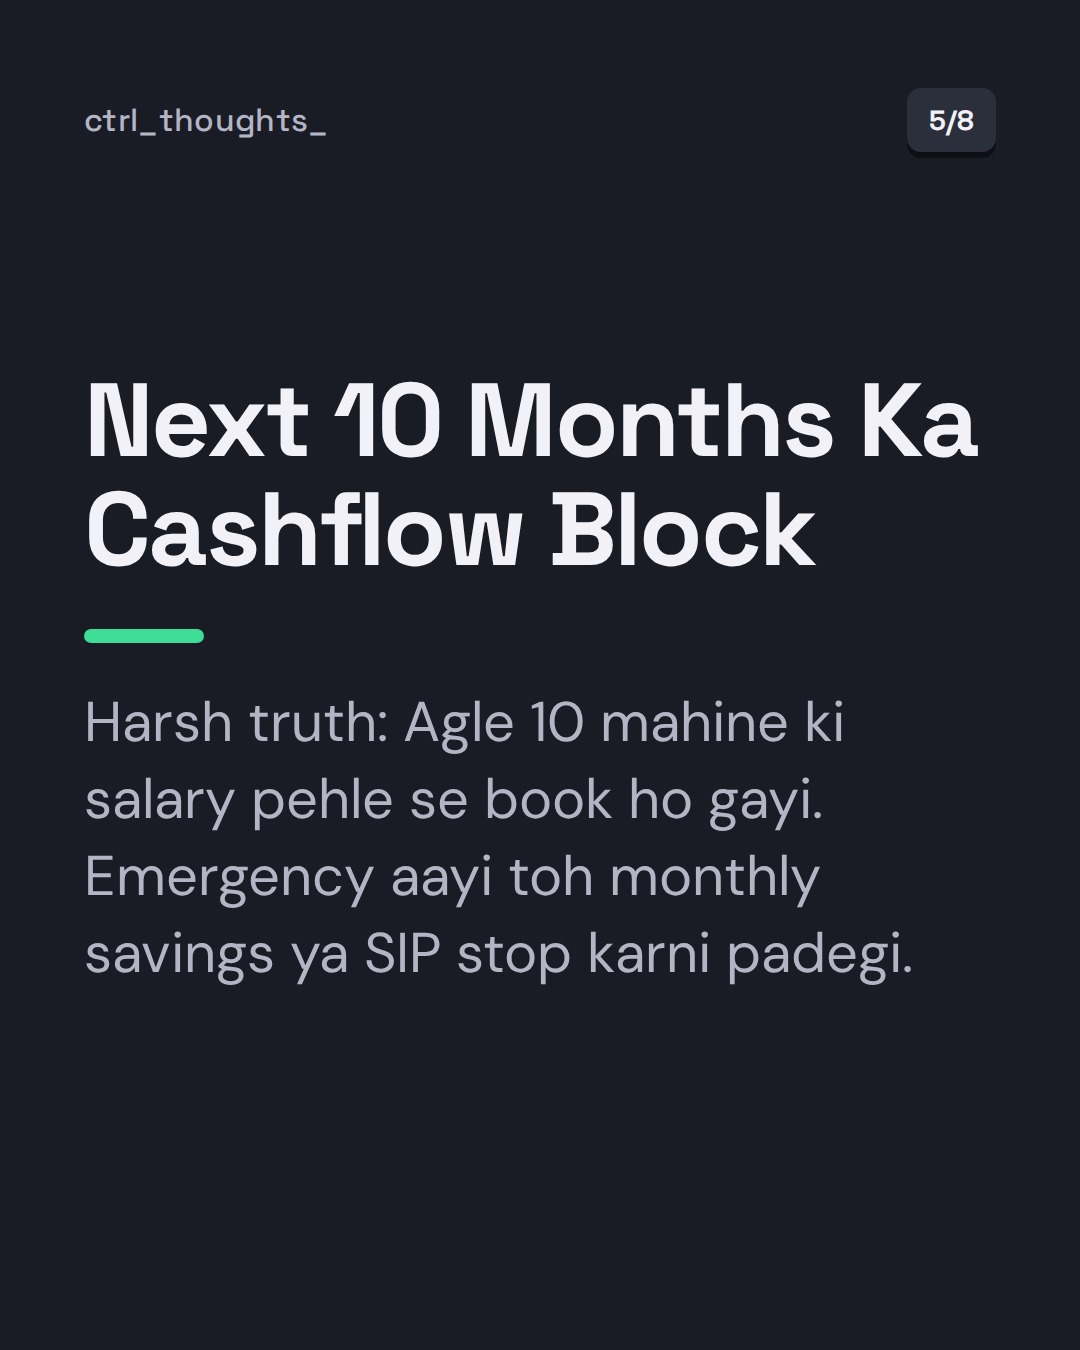 ctrl_thoughts_
5/8
Next 10 Months Ka
Cashflow Block
Harsh truth: Agle 10 mahine ki
salary pehle se book ho gayi.
Emergency aayi toh monthly
savings ya SIP stop karni padegi.